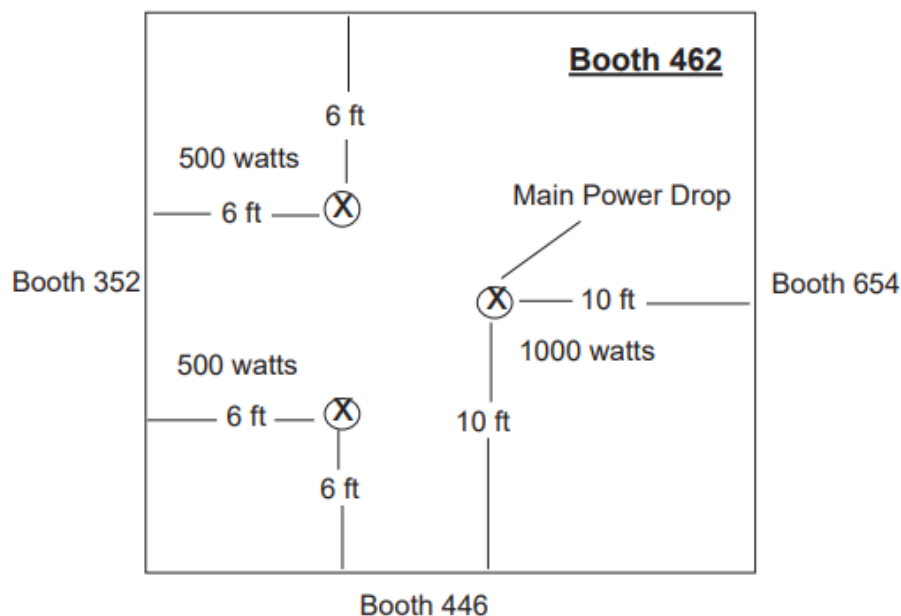 Booth 462
6 ft
500 watts
X
6 ft
Main Power Drop
Booth 352
X
10 ft
Booth 654
1000 watts
500 watts
X
6 ft
10 ft
6 ft
Booth 446